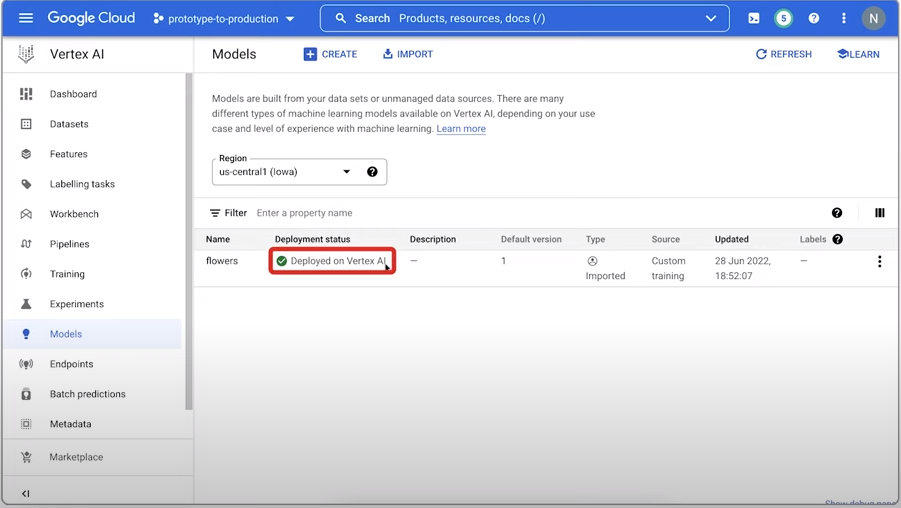 Google Cloud
prototype-to-production
Search Products, resources, docs (/)
5
N
Vertex AI
Models
CREATE
IMPORT
REFRESH
LEARN
Dashboard
Datasets
Features
Labelling tasks
Workbench
Pipelines
Training
Experiments
Models
Endpoints
Batch predictions
Metadata
Marketplace
Models are built from your data sets or unmanaged data sources. There are many
different types of machine learning models available on Vertex AI, depending on your use
case and level of experience with machine learning. Learn more
Region
us-central1 (Iowa)
Filter Enter a property name
Name Deployment status Description Default version Type Source Updated Labels
flowers Deployed on Vertex AI — 1 Imported Custom training 28 Jun 2022, 18:52:07 —
Show debug panel